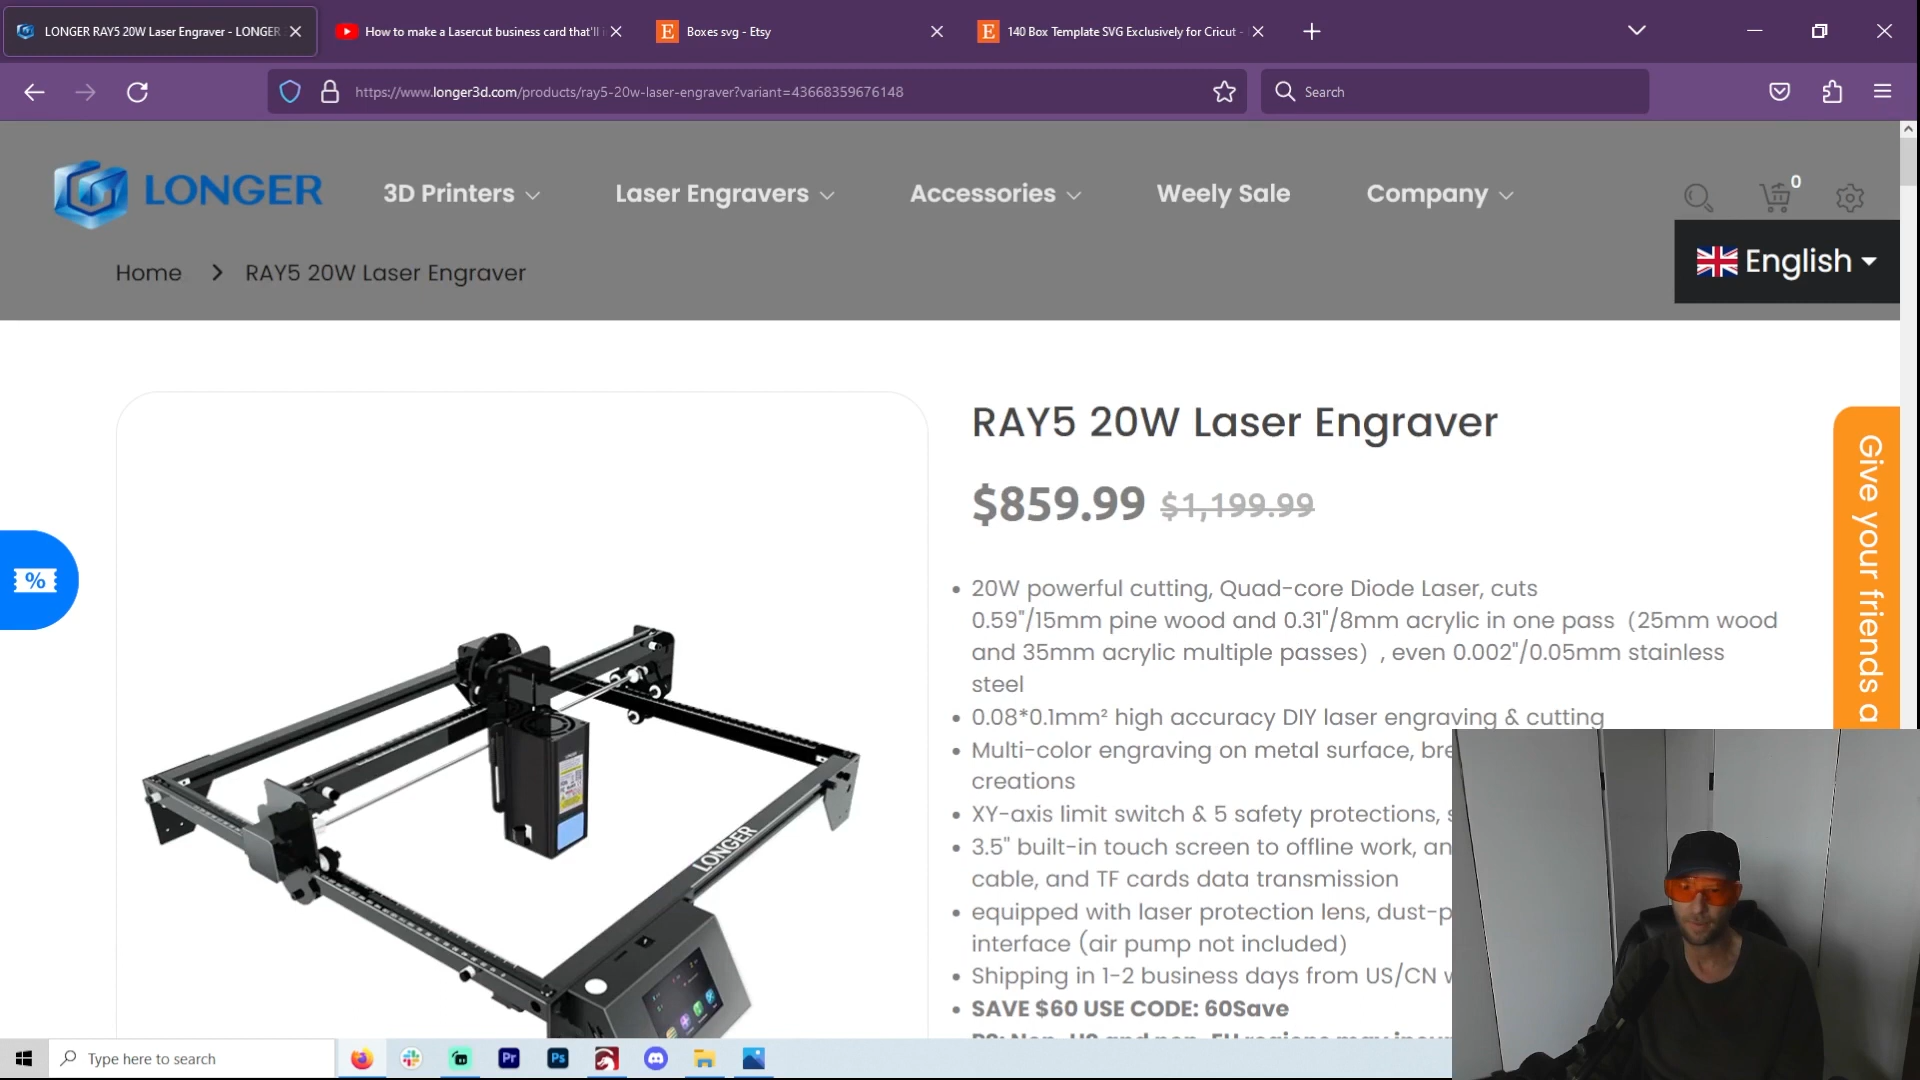 LONGER RAY5 20W Laser Engraver - LONGER
How to make a Lasercut business card that'll
Boxes svg - Etsy
140 Box Template SVG Exclusively for Cricut -
https://www.longer3d.com/products/ray5-20w-laser-engraver?variant=43668359676148
Search
LONGER
3D Printers
Laser Engravers
Accessories
Weely Sale
Company
0
English
Home
RAY5 20W Laser Engraver
RAY5 20W Laser Engraver
$859.99 $1,199.99
20W powerful cutting, Quad-core Diode Laser, cuts
0.59"/15mm pine wood and 0.31"/8mm acrylic in one pass（25mm wood
and 35mm acrylic multiple passes）, even 0.002"/0.05mm stainless
steel
0.08*0.1mm² high accuracy DIY laser engraving & cutting
Multi-color engraving on metal surface,
creations
XY-axis limit switch & 5 safety protections,
3.5" built-in touch screen to offline work,
cable, and TF cards data transmission
equipped with laser protection lens,
interface (air pump not included)
Shipping in 1-2 business days from US/CN
SAVE $60 USE CODE: 60Save
Give your friends a
%
LONGER
Type here to search
Pr
Ps